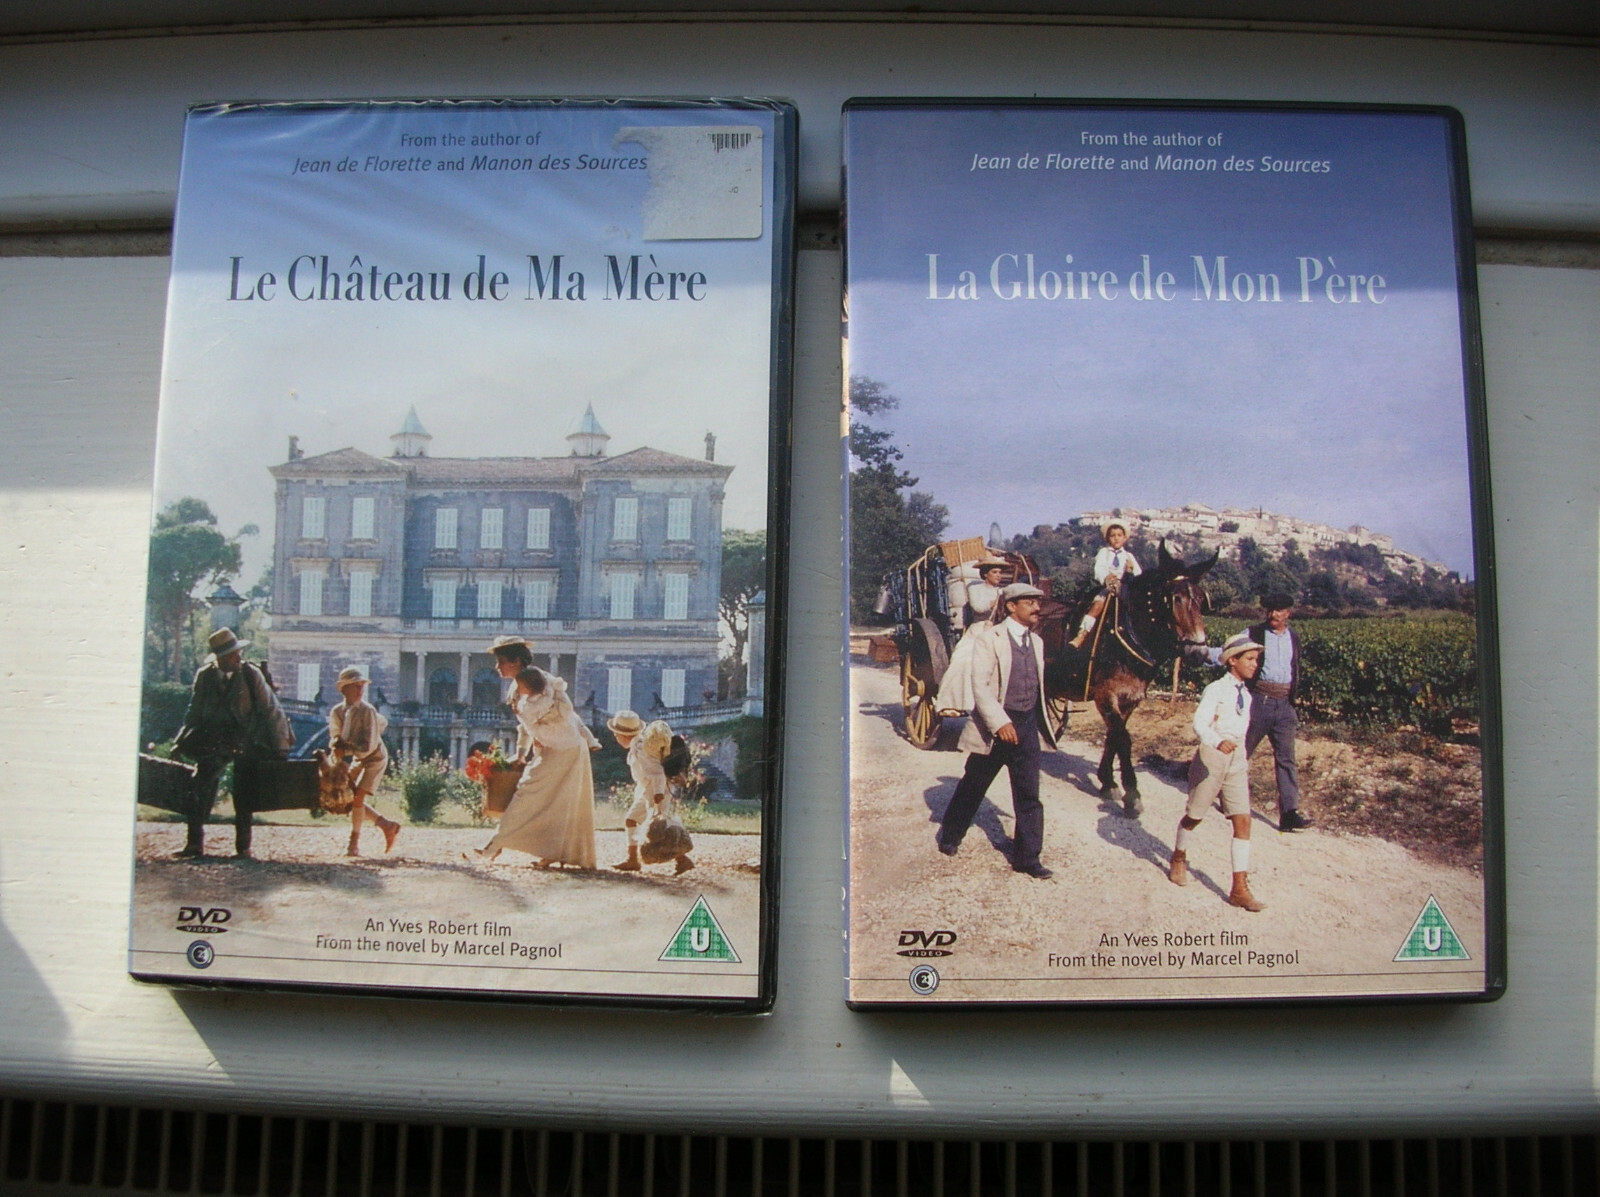 From the author of
Jean de Florette and Manon des Sources
Le Château de Ma Mère
DVD
VIDEO
An Yves Robert film
From the novel by Marcel Pagnol
U
From the author of
Jean de Florette and Manon des Sources
La Gloire de Mon Père
DVD
VIDEO
An Yves Robert film
From the novel by Marcel Pagnol
U